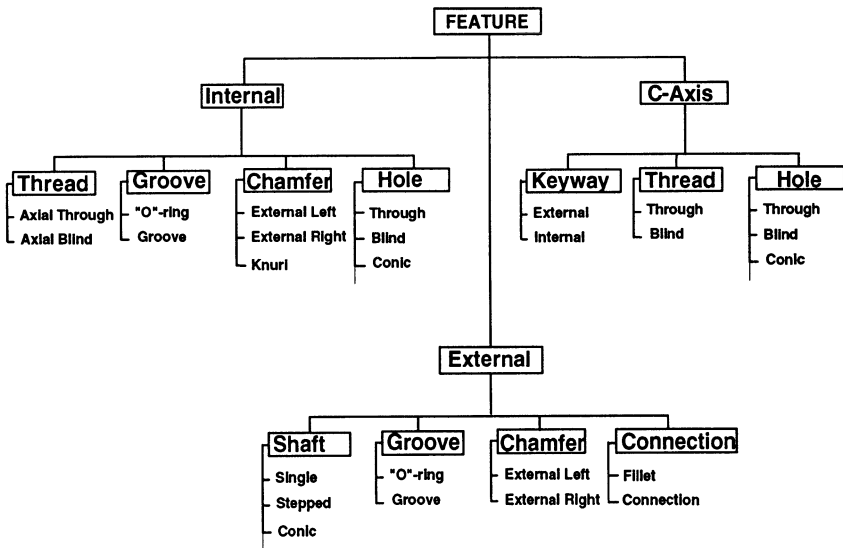 FEATURE
Internal
C-Axis
Thread
Axial Through
Axial Blind
Groove
"O"-ring
Groove
Chamfer
External Left
External Right
Knurl
Hole
Through
Blind
Conic
Keyway
External
Internal
Thread
Through
Blind
Hole
Through
Blind
Conic
External
Shaft
Single
Stepped
Conic
Groove
"O"-ring
Groove
Chamfer
External Left
External Right
Connection
Fillet
Connection